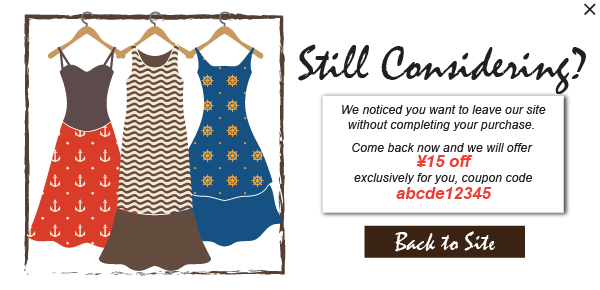 Still Considering?
We noticed you want to leave our site
without completing your purchase.
Come back now and we will offer
¥15 off
exclusively for you, coupon code
abcde12345
Back to Site